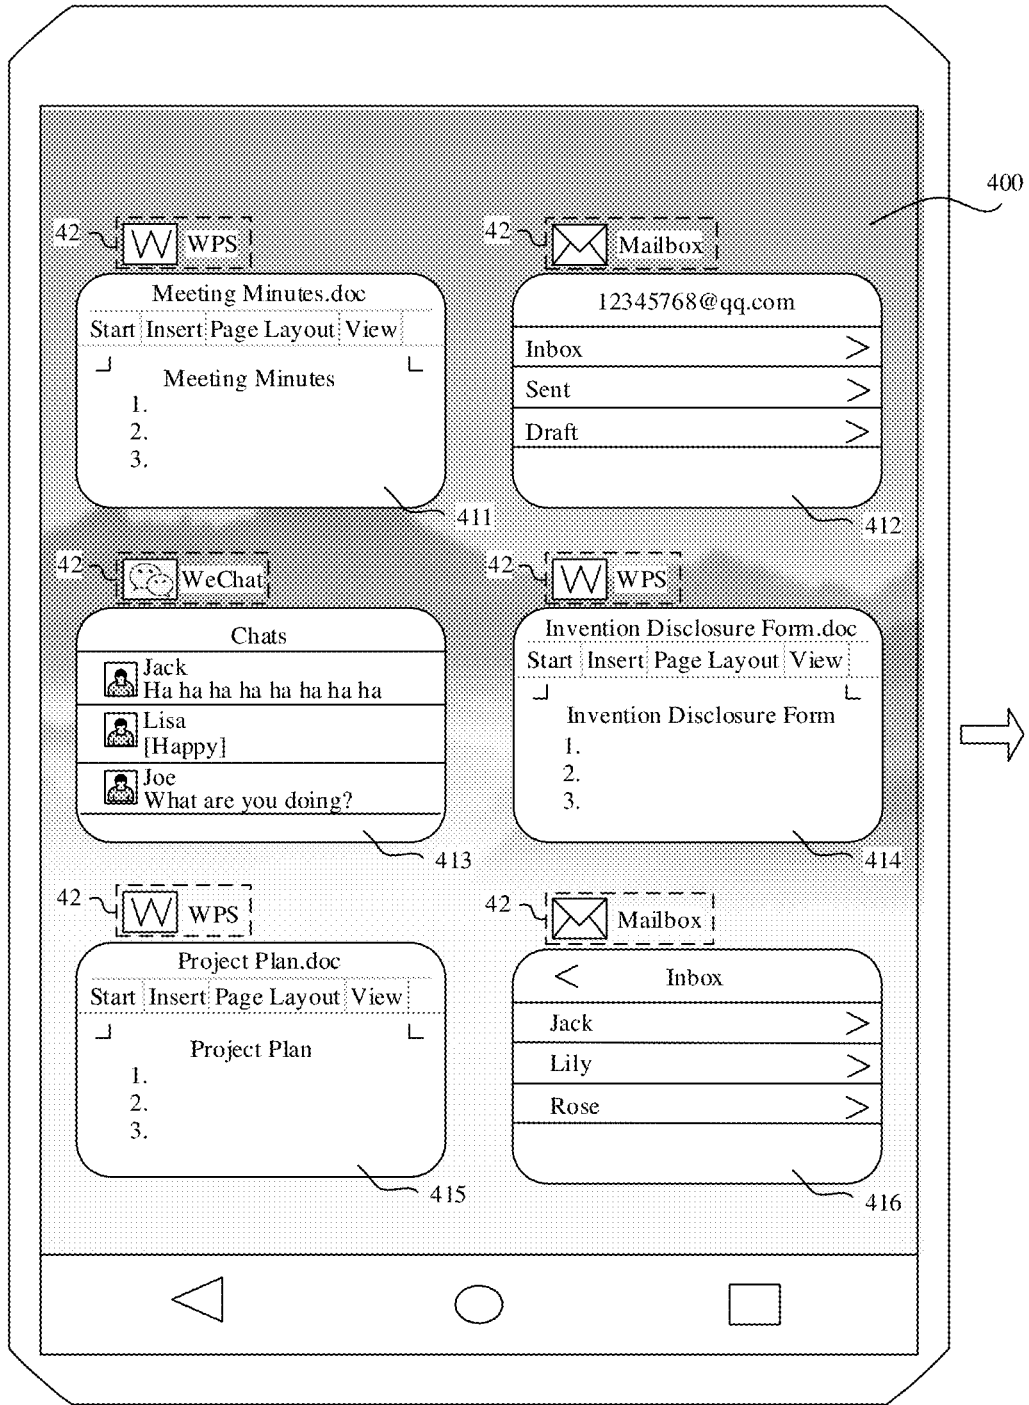 400
42 WPS
Meeting Minutes.doc
Start Insert Page Layout View
Meeting Minutes
1.
2.
3.
411
42 Mailbox
12345768@qq.com
Inbox >
Sent >
Draft >
412
42 WeChat
Chats
Jack
Ha ha ha ha ha ha ha ha
Lisa
[Happy]
Joe
What are you doing?
413
42 WPS
Invention Disclosure Form.doc
Start Insert Page Layout View
Invention Disclosure Form
1.
2.
3.
414
42 WPS
Project Plan.doc
Start Insert Page Layout View
Project Plan
1.
2.
3.
415
42 Mailbox
< Inbox
Jack >
Lily >
Rose >
416